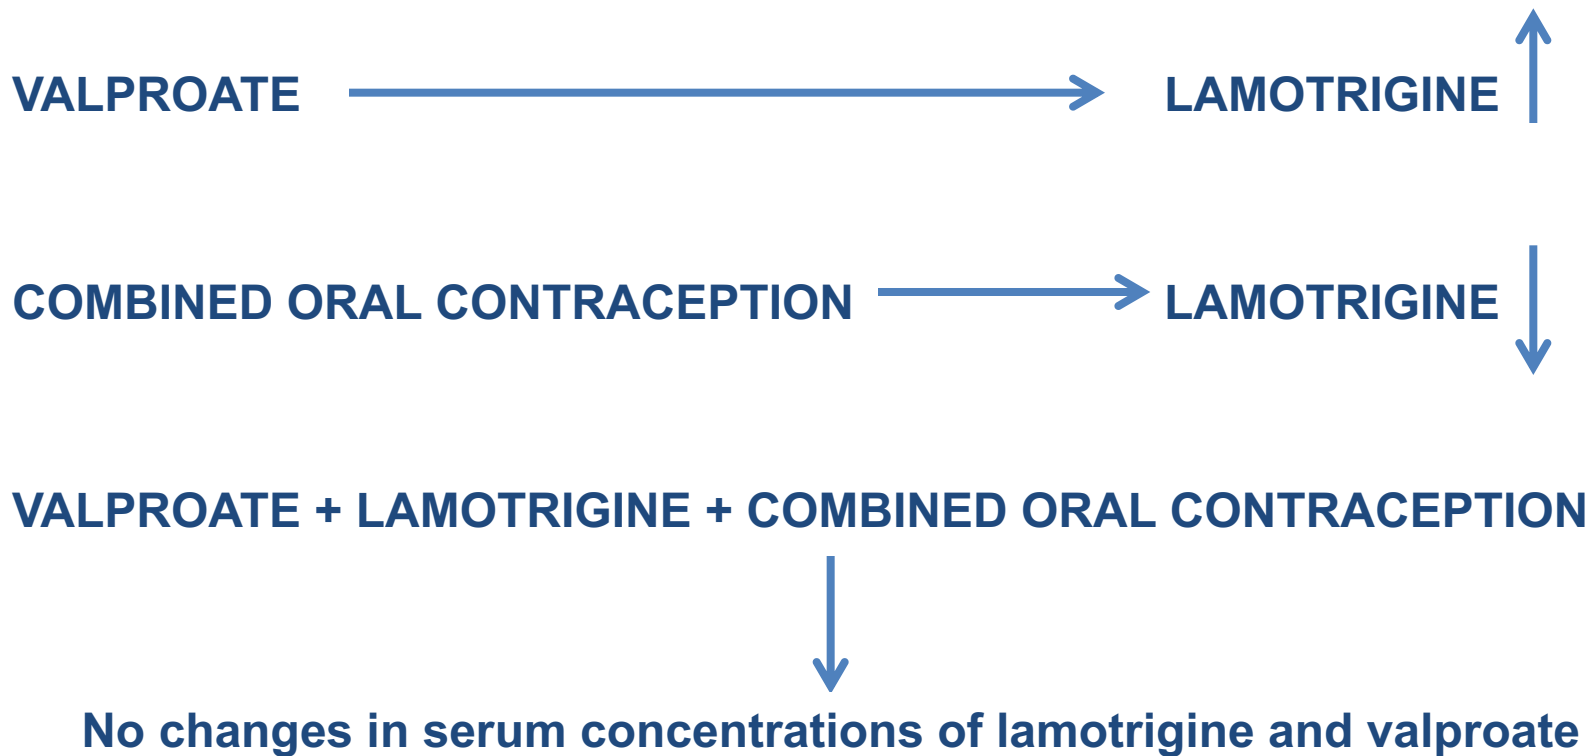 VALPROATE LAMOTRIGINE
COMBINED ORAL CONTRACEPTION LAMOTRIGINE
VALPROATE + LAMOTRIGINE + COMBINED ORAL CONTRACEPTION
No changes in serum concentrations of lamotrigine and valproate